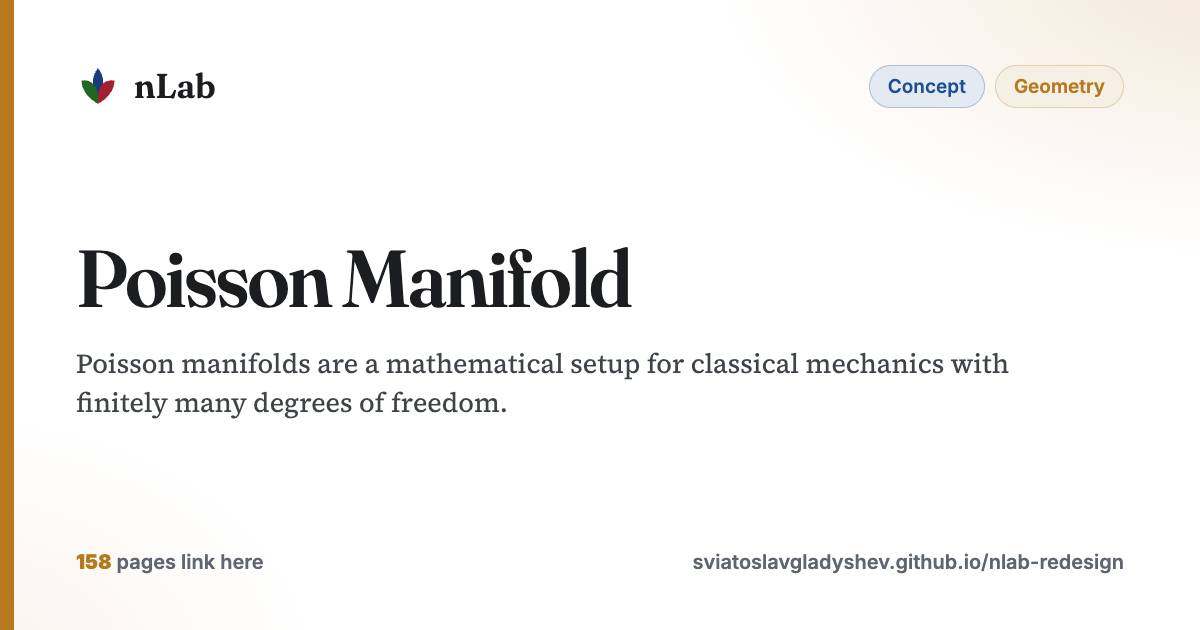 nLab
Concept
Geometry
Poisson Manifold
Poisson manifolds are a mathematical setup for classical mechanics with
finitely many degrees of freedom.
158 pages link here
sviatoslavgladyshev.github.io/nlab-redesign